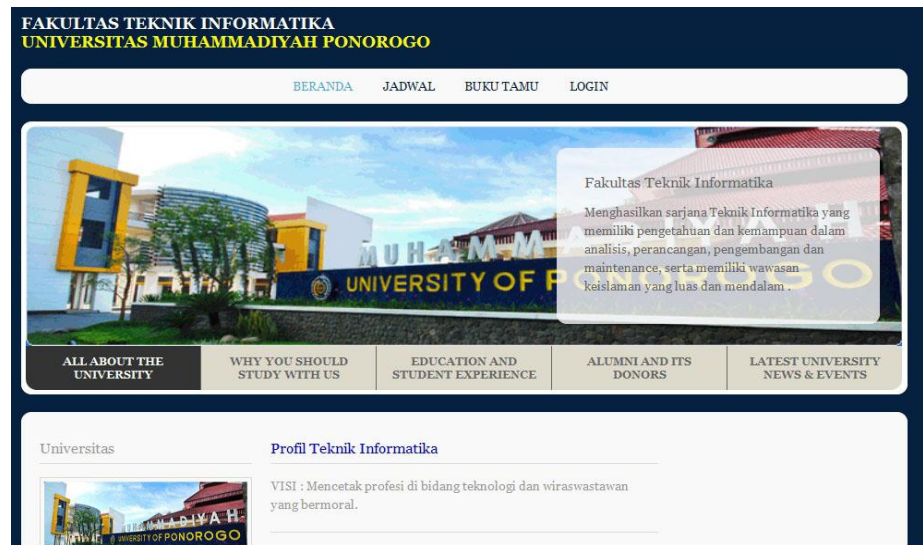 FAKULTAS TEKNIK INFORMATIKA
UNIVERSITAS MUHAMMADIYAH PONOROGO
BERANDA JADWAL BUKU TAMU LOGIN
Fakultas Teknik Informatika
Menghasilkan sarjana Teknik Informatika yang
memiliki pengetahuan dan kemampuan dalam
analisis, perancangan, pengembangan dan
maintenance, serta memiliki wawasan
keislaman yang luas dan mendalam .
MUHAMMADIYAH
UNIVERSITY OF PONOROGO
ALL ABOUT THE
UNIVERSITY
WHY YOU SHOULD
STUDY WITH US
EDUCATION AND
STUDENT EXPERIENCE
ALUMNI AND ITS
DONORS
LATEST UNIVERSITY
NEWS & EVENTS
Universitas
MUHAMMADIYAH
UNIVERSITY OF PONOROGO
Profil Teknik Informatika
VISI : Mencetak profesi di bidang teknologi dan wiraswastawan
yang bermoral.